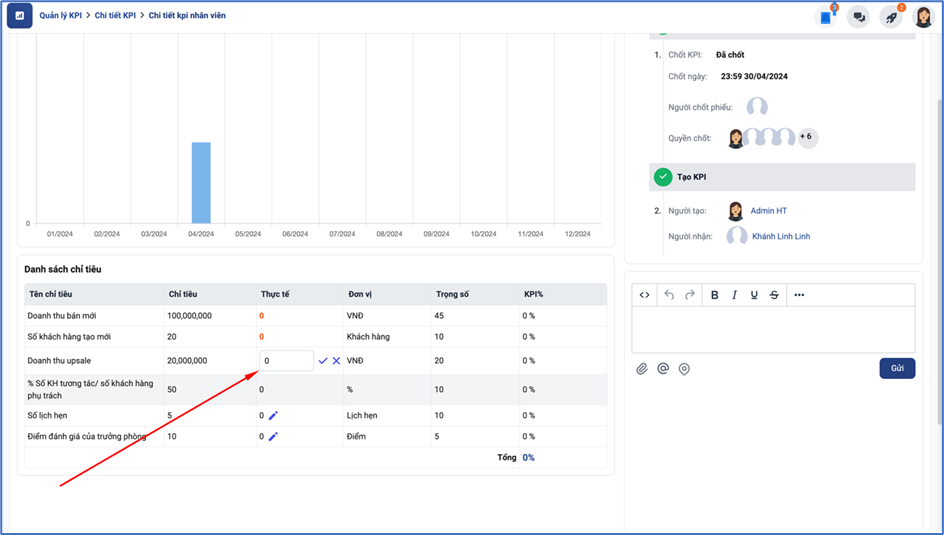 Quản lý KPI > Chi tiết KPI > Chi tiết kpi nhân viên
2
0
01/2024 02/2024 03/2024 04/2024 05/2024 06/2024 07/2024 08/2024 09/2024 10/2024 11/2024 12/2024
Danh sách chỉ tiêu
Tên chỉ tiêu Chỉ tiêu Thực tế Đơn vị Trọng số KPI%
Doanh thu bán mới 100,000,000 0 VNĐ 45 0 %
Số khách hàng tạo mới 20 0 Khách hàng 10 0 %
Doanh thu upsale 20,000,000 0 VNĐ 20 0 %
% Số KH tương tác/ số khách hàng
phụ trách 50 0 % 10 0 %
Số lịch hẹn 5 0 Lịch hẹn 10 0 %
Điểm đánh giá của trưởng phòng 10 0 Điểm 5 0 %
Tổng 0%
1. Chốt KPI: Đã chốt
Chốt ngày: 23:59 30/04/2024
Người chốt phiếu:
Quyền chốt: + 6
Tạo KPI
2. Người tạo: Admin HT
Người nhận: Khánh Linh Linh
B I U S
Gửi